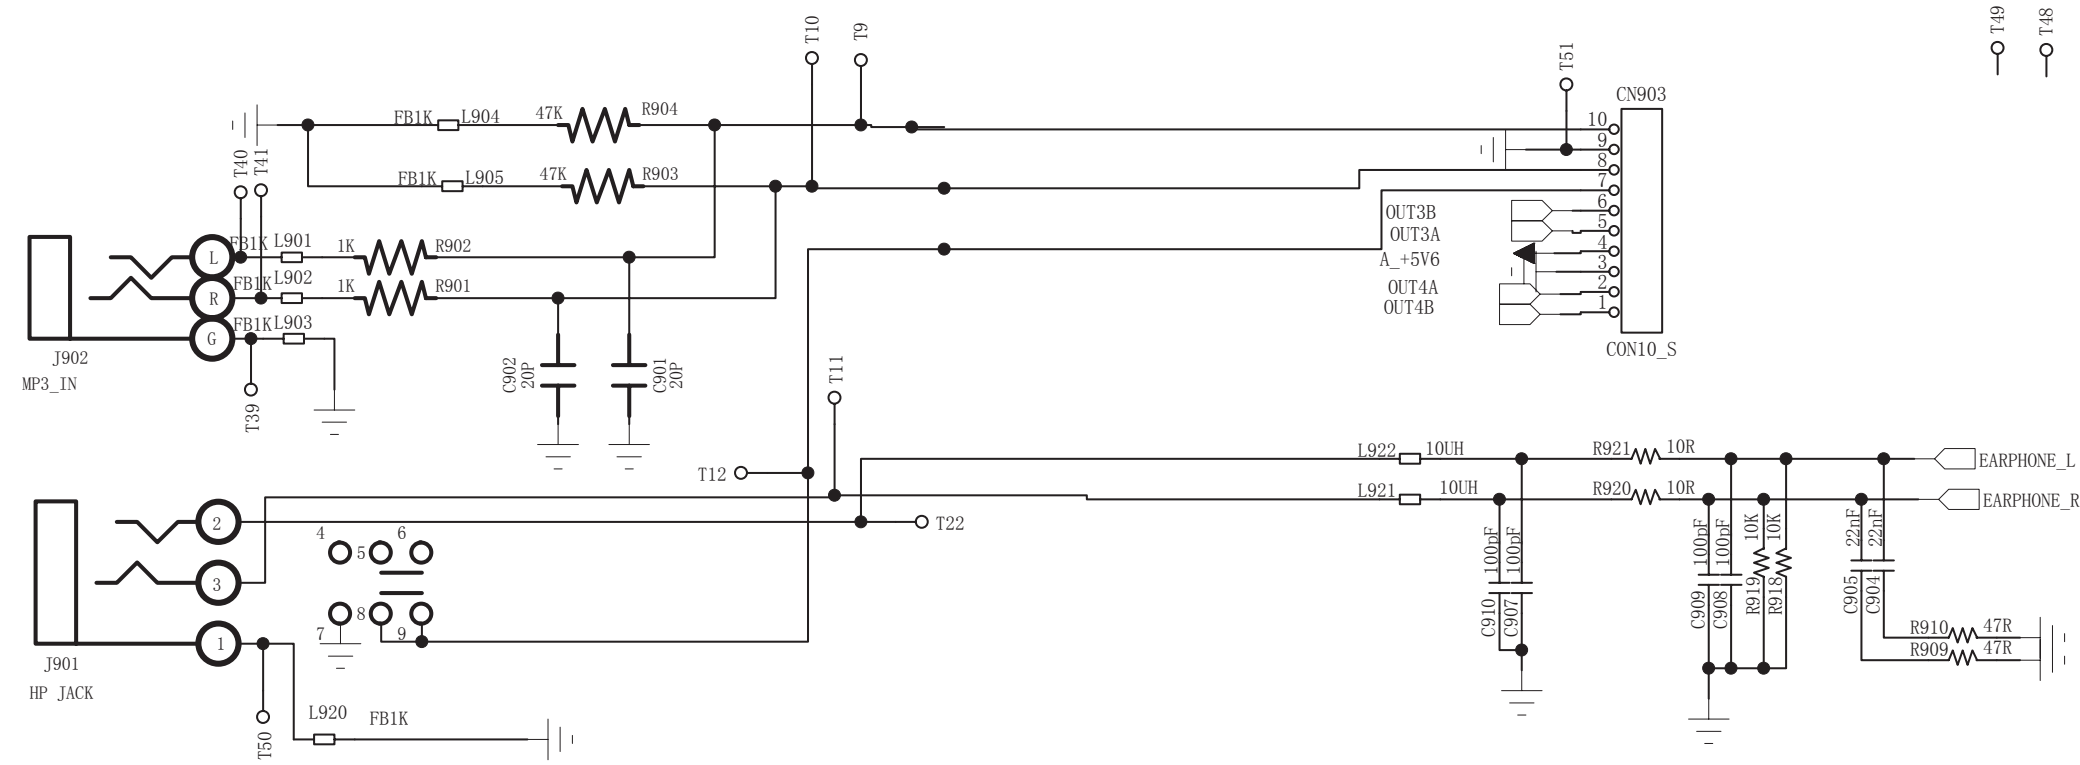 T10
T9
T49
T48
T51
CN903
FB1K
L904
47K
R904
10
9
8
7
6
5
4
3
2
1
T40
T41
FB1K
L905
47K
R903
OUT3B
OUT3A
A_+5V6
OUT4A
OUT4B
CON10_S
L
FB1K
L901
1K
R902
R
FB1K
L902
1K
R901
G
FB1K
L903
J902
MP3_IN
T39
C902
20P
C901
20P
T11
T12
L922
10UH
R921
10R
EARPHONE_L
L921
10UH
R920
10R
EARPHONE_R
2
T22
4
5
6
3
7
8
9
1
J901
HP JACK
T50
L920
FB1K
100pF
100pF
C910
C907
100pF
100pF
10K
10K
C909
C908
R919
R918
22nF
22nF
C905
C904
R910
47R
R909
47R